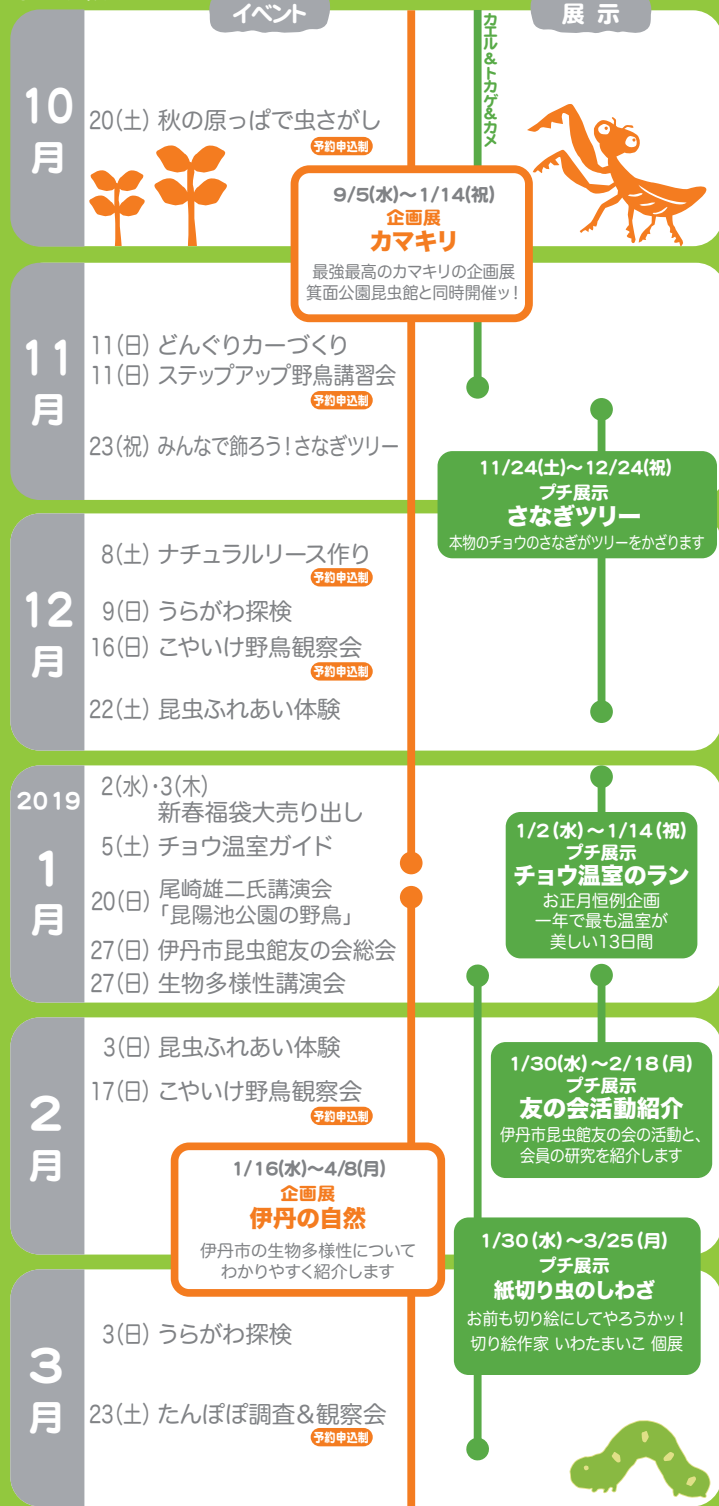 イベント
展示
カエル&トカゲ&カメ
10
月
20(土) 秋の原っぱで虫さがし
予約申込制
9/5(水)〜1/14(祝)
企画展
カマキリ
最強最高のカマキリの企画展
箕面公園昆虫館と同時開催ッ!
11
月
11(日) どんぐりカーづくり
11(日) ステップアップ野鳥講習会
予約申込制
23(祝) みんなで飾ろう!さなぎツリー
11/24(土)〜12/24(祝)
プチ展示
さなぎツリー
本物のチョウのさなぎがツリーをかざります
12
月
8(土) ナチュラルリース作り
予約申込制
9(日) うらがわ探検
16(日) こやいけ野鳥観察会
予約申込制
22(土) 昆虫ふれあい体験
2019
1
月
2(水)・3(木)
新春福袋大売り出し
5(土) チョウ温室ガイド
20(日) 尾崎雄二氏講演会
「昆陽池公園の野鳥」
27(日) 伊丹市昆虫館友の会総会
27(日) 生物多様性講演会
1/2(水)〜1/14(祝)
プチ展示
チョウ温室のラン
お正月恒例企画
一年で最も温室が
美しい13日間
2
月
3(日) 昆虫ふれあい体験
17(日) こやいけ野鳥観察会
予約申込制
1/30(水)〜2/18(月)
プチ展示
友の会活動紹介
伊丹市昆虫館友の会の活動と、
会員の研究を紹介します
1/16(水)〜4/8(月)
企画展
伊丹の自然
伊丹市の生物多様性について
わかりやすく紹介します
1/30(水)〜3/25(月)
プチ展示
紙切り虫のしわざ
お前も切り絵にしてやろうかッ!
切り絵作家 いわたまいこ 個展
3
月
3(日) うらがわ探検
23(土) たんぽぽ調査&観察会
予約申込制